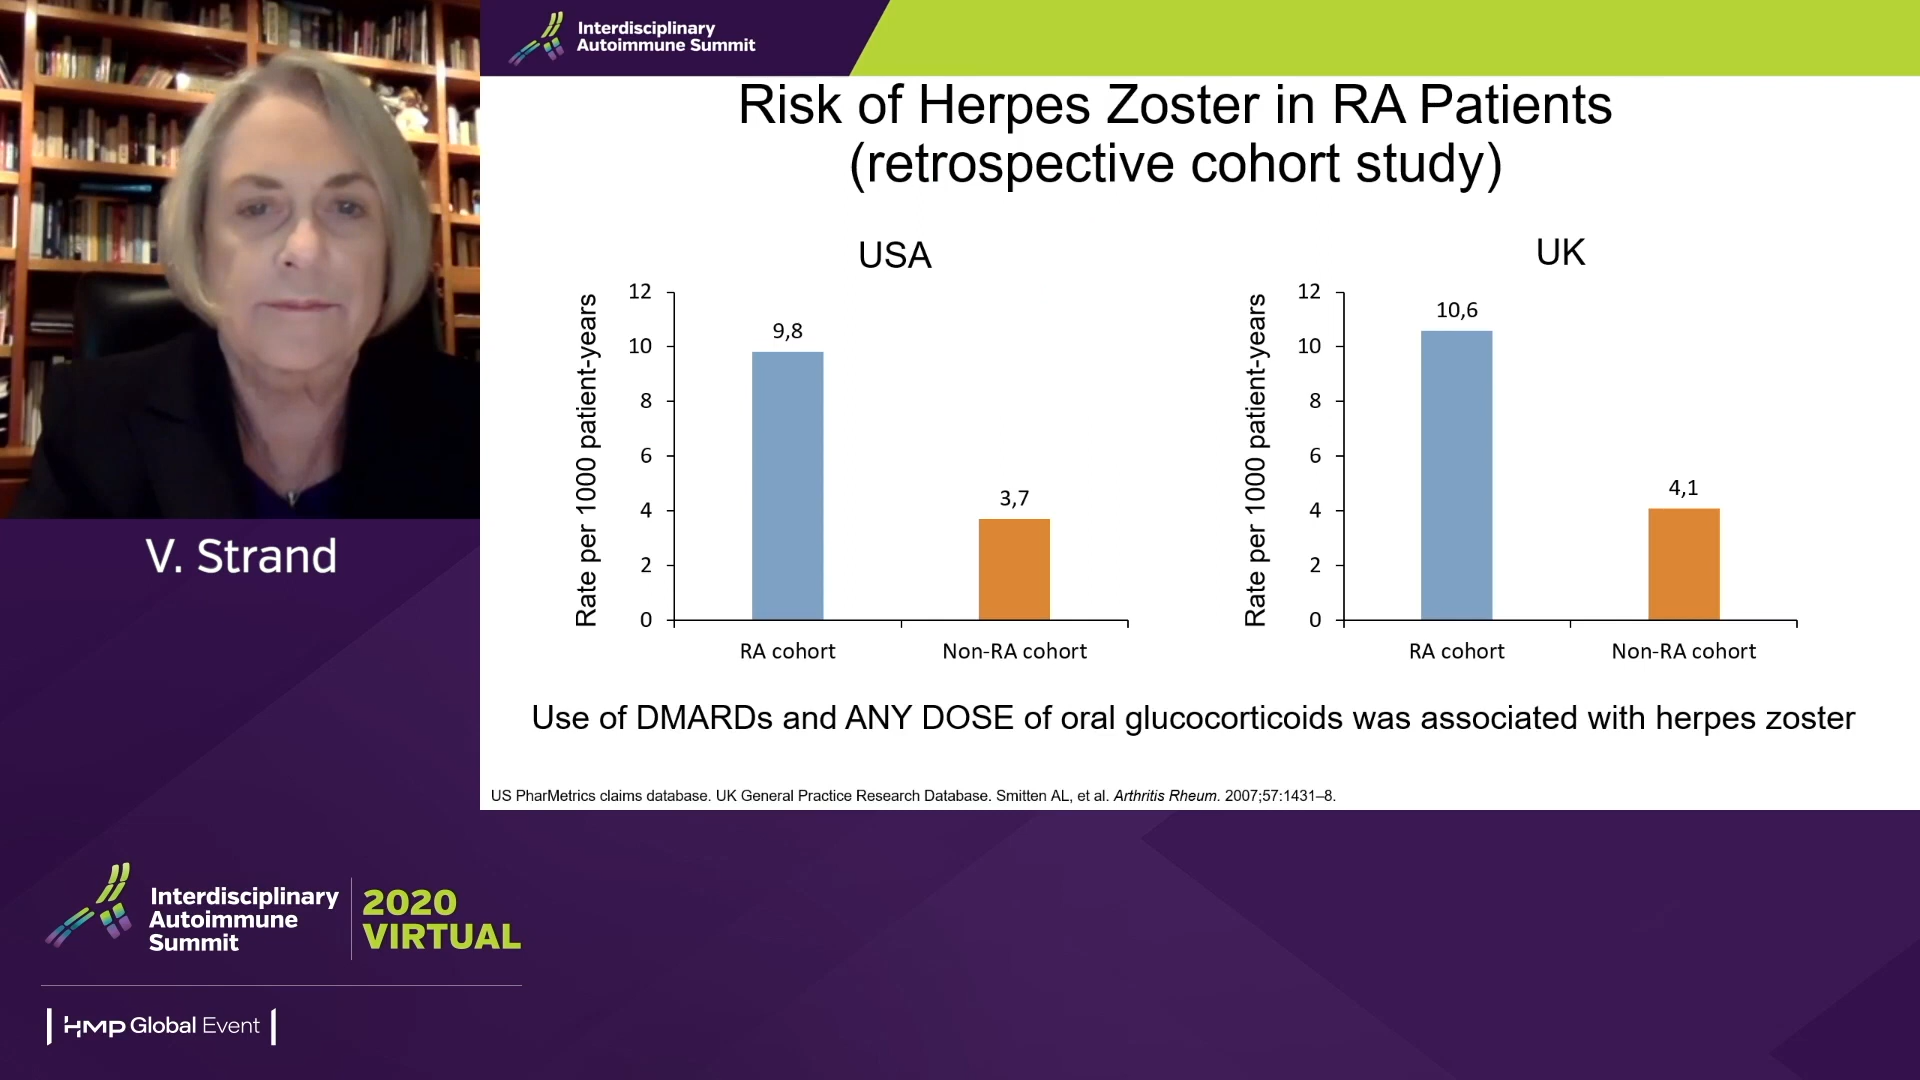 Interdisciplinary
Autoimmune Summit
Risk of Herpes Zoster in RA Patients
(retrospective cohort study)
USA
Rate per 1000 patient-years
12
10
8
6
4
2
0
9,8
3,7
RA cohort
Non-RA cohort
UK
Rate per 1000 patient-years
12
10
8
6
4
2
0
10,6
4,1
RA cohort
Non-RA cohort
Use of DMARDs and ANY DOSE of oral glucocorticoids was associated with herpes zoster
US PharMetrics claims database. UK General Practice Research Database. Smitten AL, et al. Arthritis Rheum. 2007;57:1431–8.
V. Strand
Interdisciplinary
Autoimmune
Summit
2020
VIRTUAL
HMP Global Event